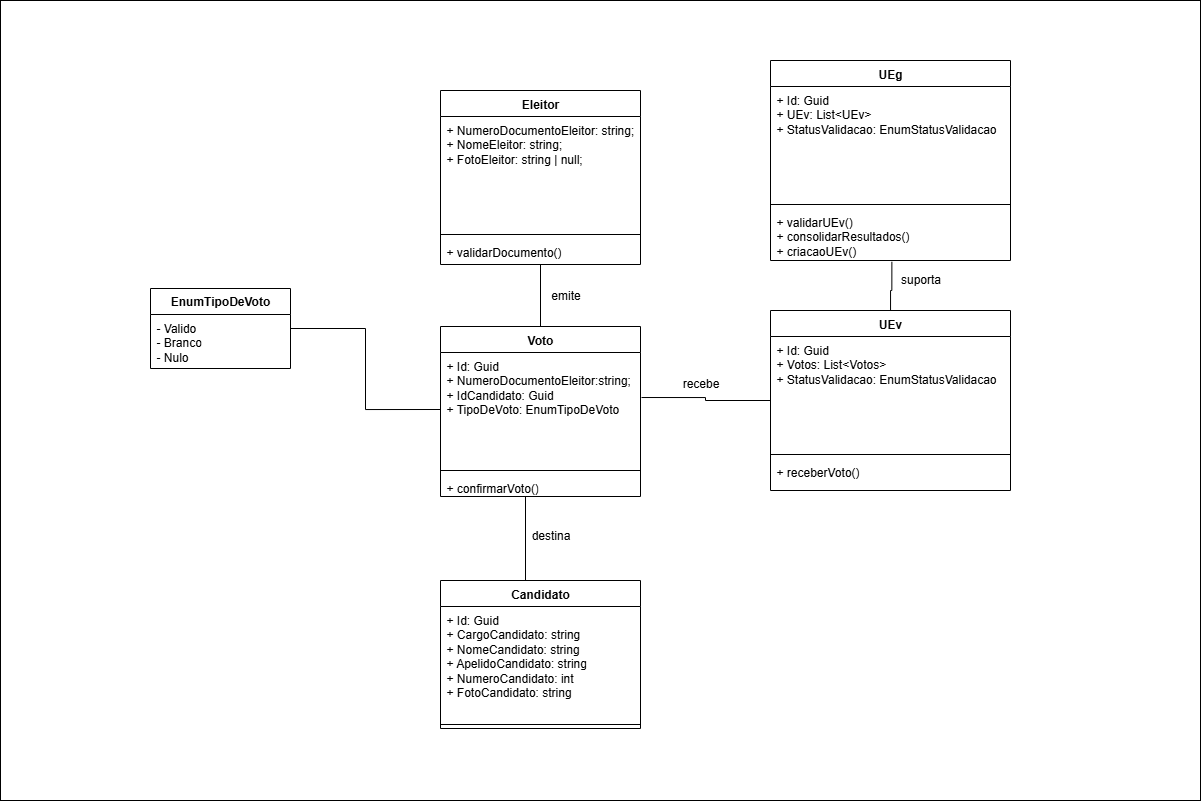 UEg
+ Id: Guid
+ UEv: List<UEv>
+ StatusValidacao: EnumStatusValidacao
+ validarUEv()
+ consolidarResultados()
+ criacaoUEv()
Eleitor
+ NumeroDocumentoEleitor: string;
+ NomeEleitor: string;
+ FotoEleitor: string | null;
+ validarDocumento()
suporta
emite
EnumTipoDeVoto
- Valido
- Branco
- Nulo
Voto
+ Id: Guid
+ NumeroDocumentoEleitor:string;
+ IdCandidato: Guid
+ TipoDeVoto: EnumTipoDeVoto
+ confirmarVoto()
recebe
UEv
+ Id: Guid
+ Votos: List<Votos>
+ StatusValidacao: EnumStatusValidacao
+ receberVoto()
destina
Candidato
+ Id: Guid
+ CargoCandidato: string
+ NomeCandidato: string
+ ApelidoCandidato: string
+ NumeroCandidato: int
+ FotoCandidato: string